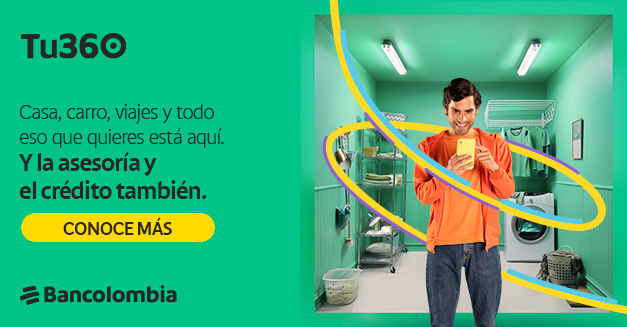 Tu360
Casa, carro, viajes y todo
eso que quieres está aquí.
Y la asesoría y
el crédito también.
CONOCE MÁS
Bancolombia